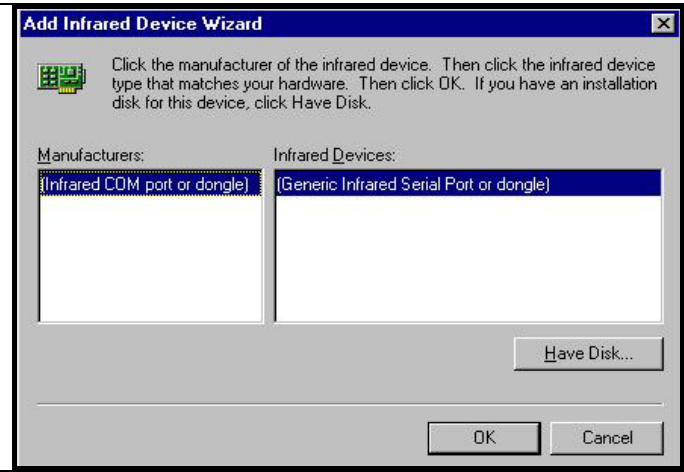 Add Infrared Device Wizard
Click the manufacturer of the infrared device. Then click the infrared device
type that matches your hardware. Then click OK. If you have an installation
disk for this device, click Have Disk.
Manufacturers:
Infrared Devices:
(Infrared COM port or dongle)
(Generic Infrared Serial Port or dongle)
Have Disk...
OK
Cancel